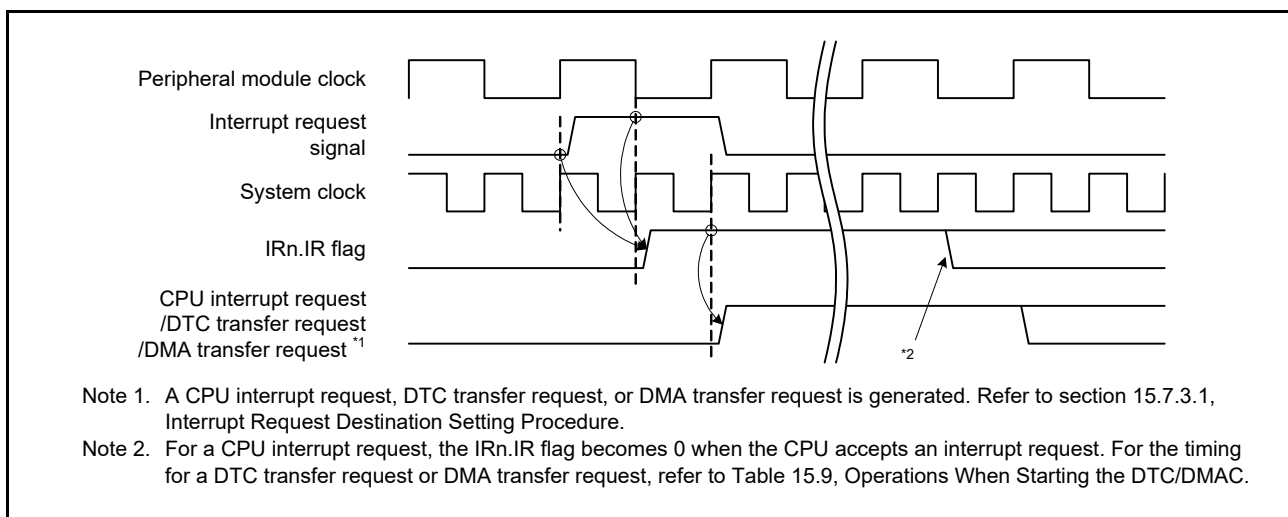 Peripheral module clock
Interrupt request
signal
System clock
IRn.IR flag
CPU interrupt request
/DTC transfer request
/DMA transfer request *1
*2
Note 1. A CPU interrupt request, DTC transfer request, or DMA transfer request is generated. Refer to section 15.7.3.1,
Interrupt Request Destination Setting Procedure.
Note 2. For a CPU interrupt request, the IRn.IR flag becomes 0 when the CPU accepts an interrupt request. For the timing
for a DTC transfer request or DMA transfer request, refer to Table 15.9, Operations When Starting the DTC/DMAC.